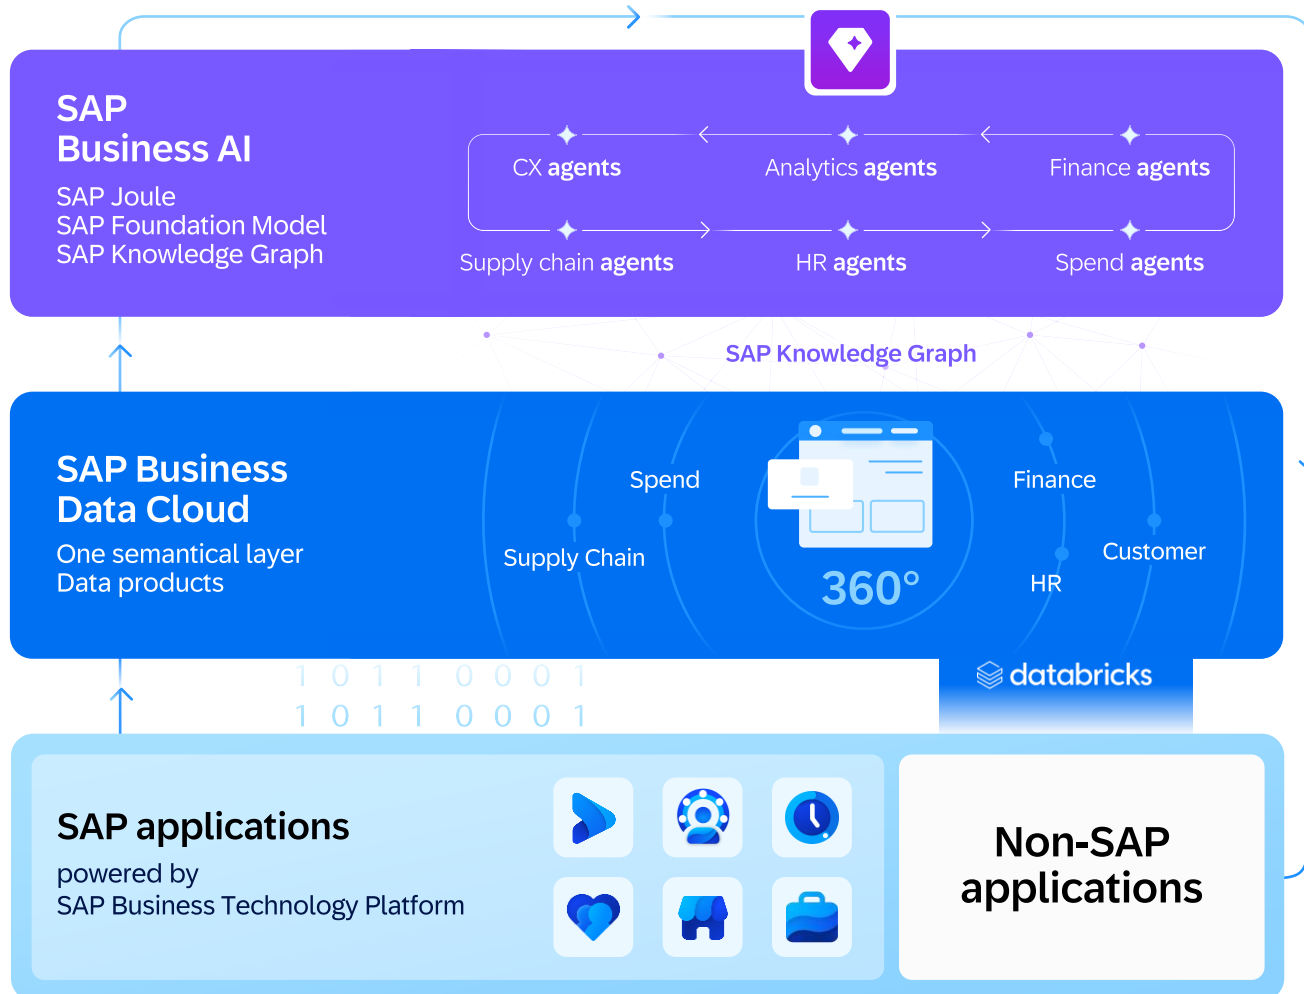 SAP
Business AI
SAP Joule
SAP Foundation Model
SAP Knowledge Graph
CX agents
Analytics agents
Finance agents
Supply chain agents
HR agents
Spend agents
SAP Knowledge Graph
SAP Business
Data Cloud
One semantical layer
Data products
Spend
Supply Chain
360°
Finance
Customer
HR
1 0 1 1 0 0 0 1
1 0 1 1 0 0 0 1
databricks
SAP applications
powered by
SAP Business Technology Platform
Non-SAP
applications